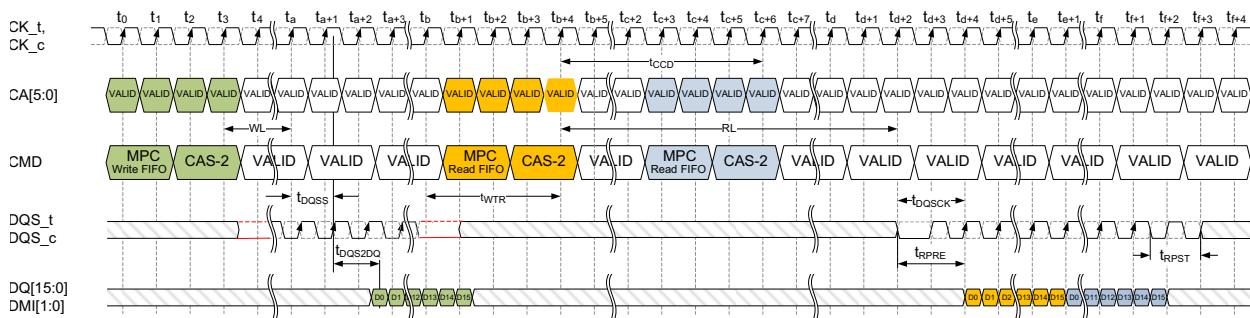 t0 t1 t2 t3 t4 ta ta+1 ta+2 ta+3 tb tb+1 tb+2 tb+3 tb+4 tb+5 tc+2 tc+3 tc+4 tc+5 tc+6 tc+7 td td+1 td+2 td+3 td+4 td+5 te te+1 tf tf+1 tf+2 tf+3 tf+4
CK_t,
CK_c
tCCD
CA[5:0] VALID VALID VALID VALID VALID VALID VALID VALID VALID VALID VALID VALID VALID VALID VALID VALID VALID VALID VALID VALID VALID VALID VALID VALID VALID VALID VALID VALID VALID VALID VALID VALID VALID VALID
WL RL
CMD MPC CAS-2 VALID VALID VALID MPC CAS-2 VALID MPC CAS-2 VALID VALID VALID VALID VALID VALID VALID
Write FIFO Read FIFO Read FIFO
tDQSS tWTR tDQSCK
DQS_t
DQS_c
tDQS2DQ tRPRE tRPST
DQ[15:0]
D0 D1 D12 D13 D14 D15 D0 D1 D2 D13 D14 D15 D0 D11 D12 D13 D14 D15
DMI[1:0]